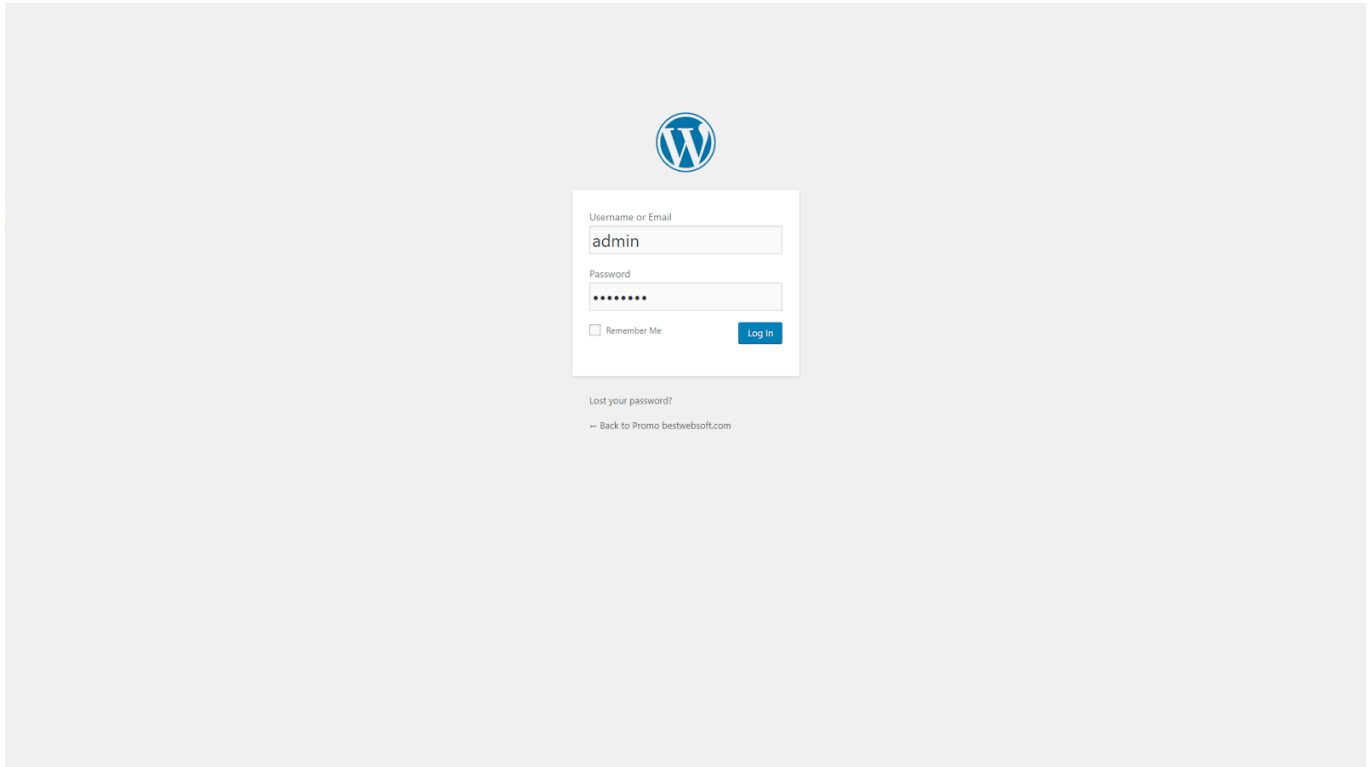 Username or Email
admin
Password
••••••••
Remember Me
Log In
Lost your password?
← Back to Promo bestwebsoft.com